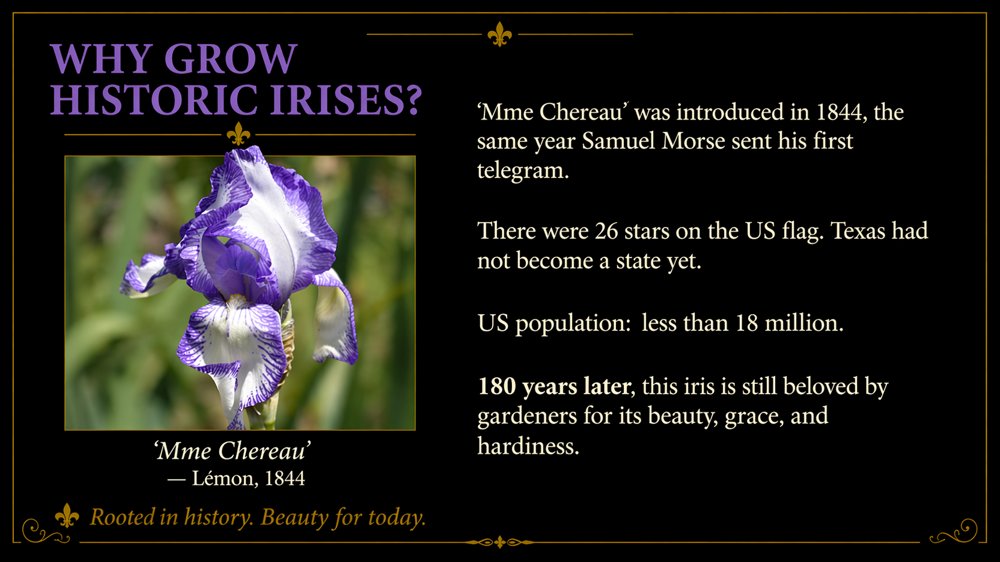 WHY GROW
HISTORIC IRISES?
‘Mme Chereau’
— Lémon, 1844
Rooted in history. Beauty for today.
‘Mme Chereau’ was introduced in 1844, the
same year Samuel Morse sent his first
telegram.
There were 26 stars on the US flag. Texas had
not become a state yet.
US population:  less than 18 million.
180 years later, this iris is still beloved by
gardeners for its beauty, grace, and
hardiness.